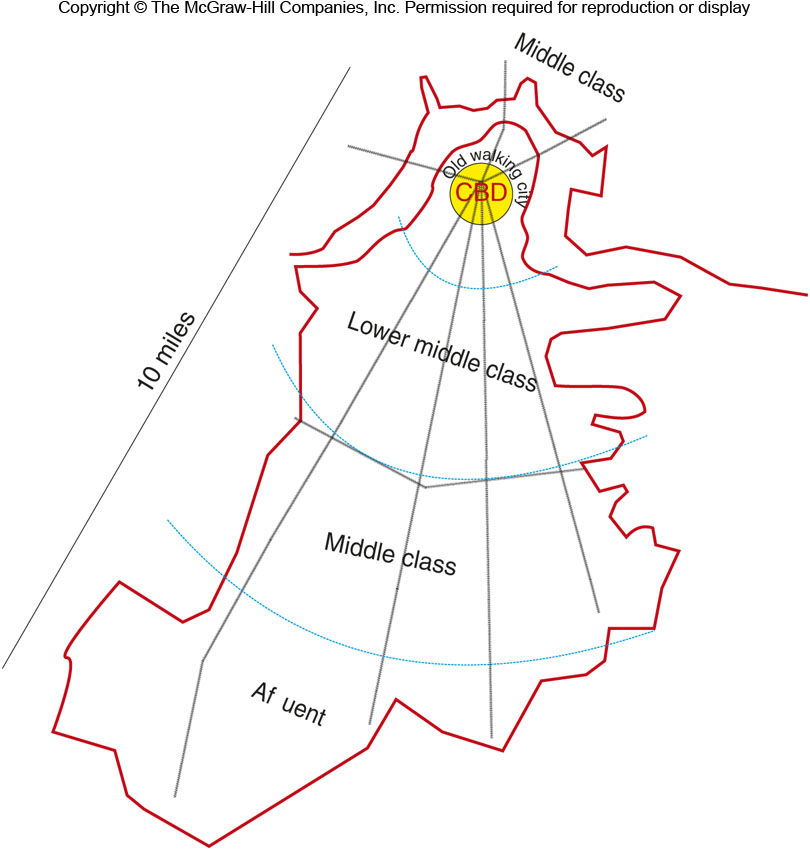 Copyright © The McGraw-Hill Companies, Inc. Permission required for reproduction or display
Middle class
Old walking city
CBD
10 miles
Lower middle class
Middle class
Af uent